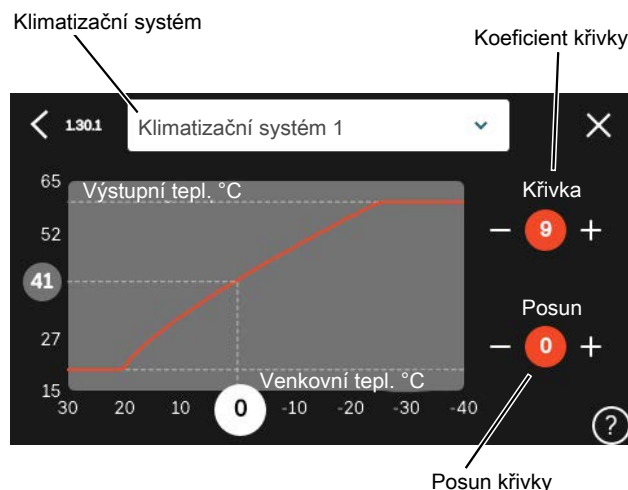 Klimatizační systém
Koeficient křivky
1.30.1 Klimatizační systém 1
65
Výstupní tepl. °C
52
41
27
15
Venkovní tepl. °C
30 20 10 0 -10 -20 -30 -40
Křivka
− 9 +
Posun
− 0 +
?
Posun křivky